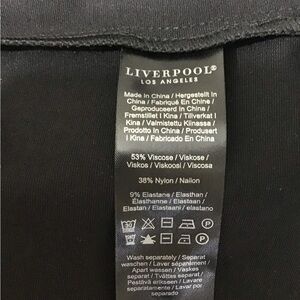 LIVERPOOL®
LOS ANGELES
Made In China / Hergestellt In
China / Fabriqué En Chine /
Geproduceerd In China /
Fremstillet I Kina / Tillverkat I
Kina / Valmistettu Kiinassa /
Prodotto In China / Produsert
I Kina / Fabricado En China
53% Viscose / Viskose /
Viskos / Viskoosi / Viscosa
38% Nylon / Nailon
9% Elastane / Elasthan /
Élasthanne / Elastaan /
Elastan / Elastaani / elastano
P
P
Wash separately / Separat
waschen / Laver séparément /
Apart wassen / Vaskes
separat / Tvättas separat /
Pestävä erikseen / Lavare
separatamente / Lavar por
separado